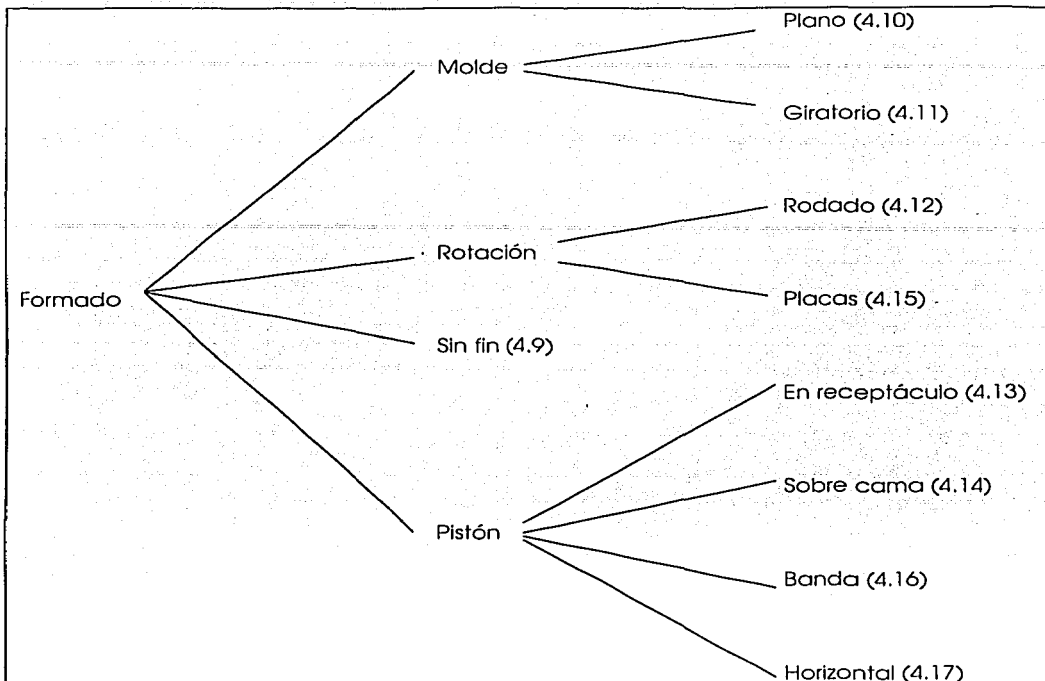 Plano (4.10)
Molde
Giratorio (4.11)
Rodado (4.12)
Rotación
Placas (4.15)
Formado
Sin fin (4.9)
En receptáculo (4.13)
Sobre cama (4.14)
Pistón
Banda (4.16)
Horizontal (4.17)